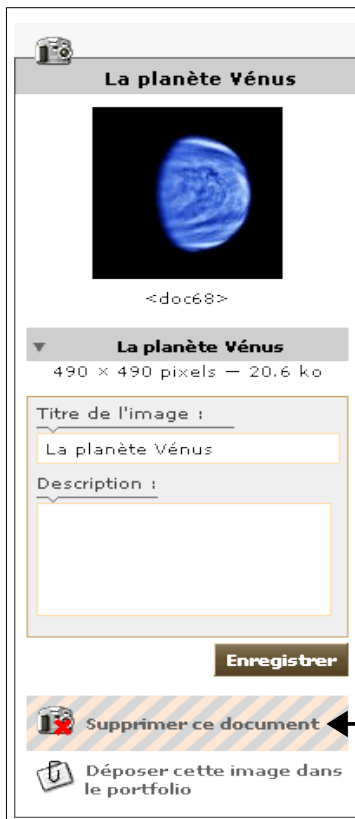 La planète Vénus
<doc68>
La planète Vénus
490 × 490 pixels — 20.6 ko
Titre de l'image :
La planète Vénus
Description :
Enregistrer
Supprimer ce document
Déposer cette image dans
le portfolio